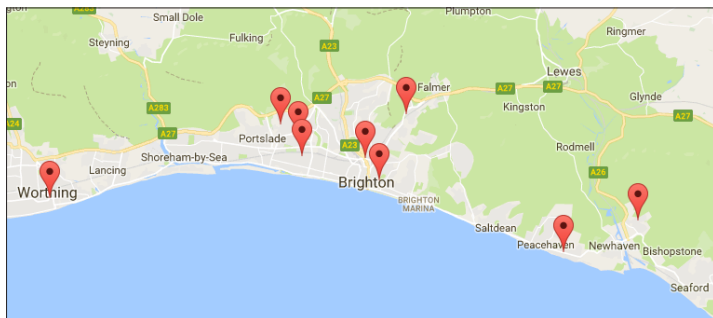 Small Dole
Plumpton
Ringmer
Steyning
Fulking
A23
Lewes
Falmer
A27
A27
Glynde
A27
A283
Kingston
A27
A24
A27
Portslade
A23
Rodmell
Shoreham-by-Sea
Lancing
A26
Worthing
Brighton
BRIGHTON
MARINA
Saltdean
Peacehaven
Newhaven
Bishopstone
Seaford